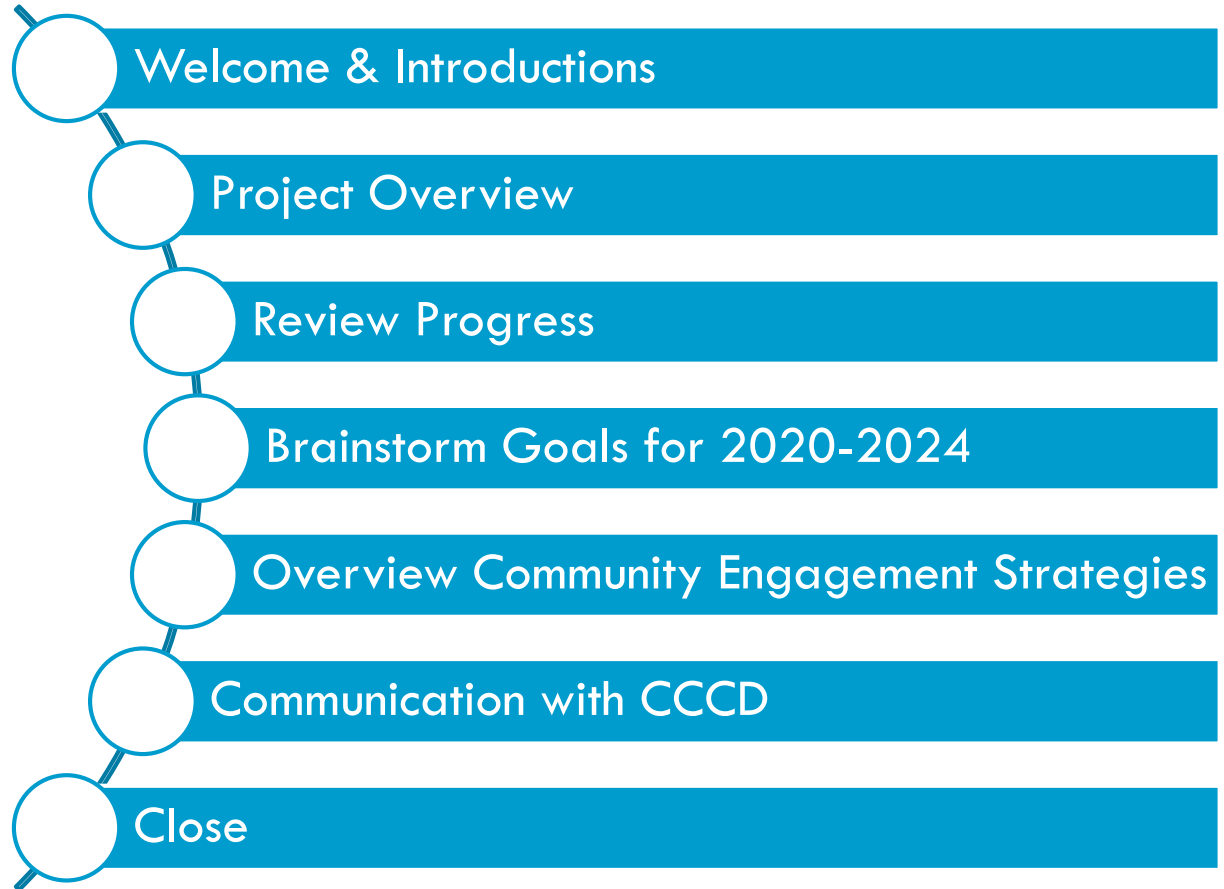 Welcome & Introductions
Project Overview
Review Progress
Brainstorm Goals for 2020-2024
Overview Community Engagement Strategies
Communication with CCCD
Close